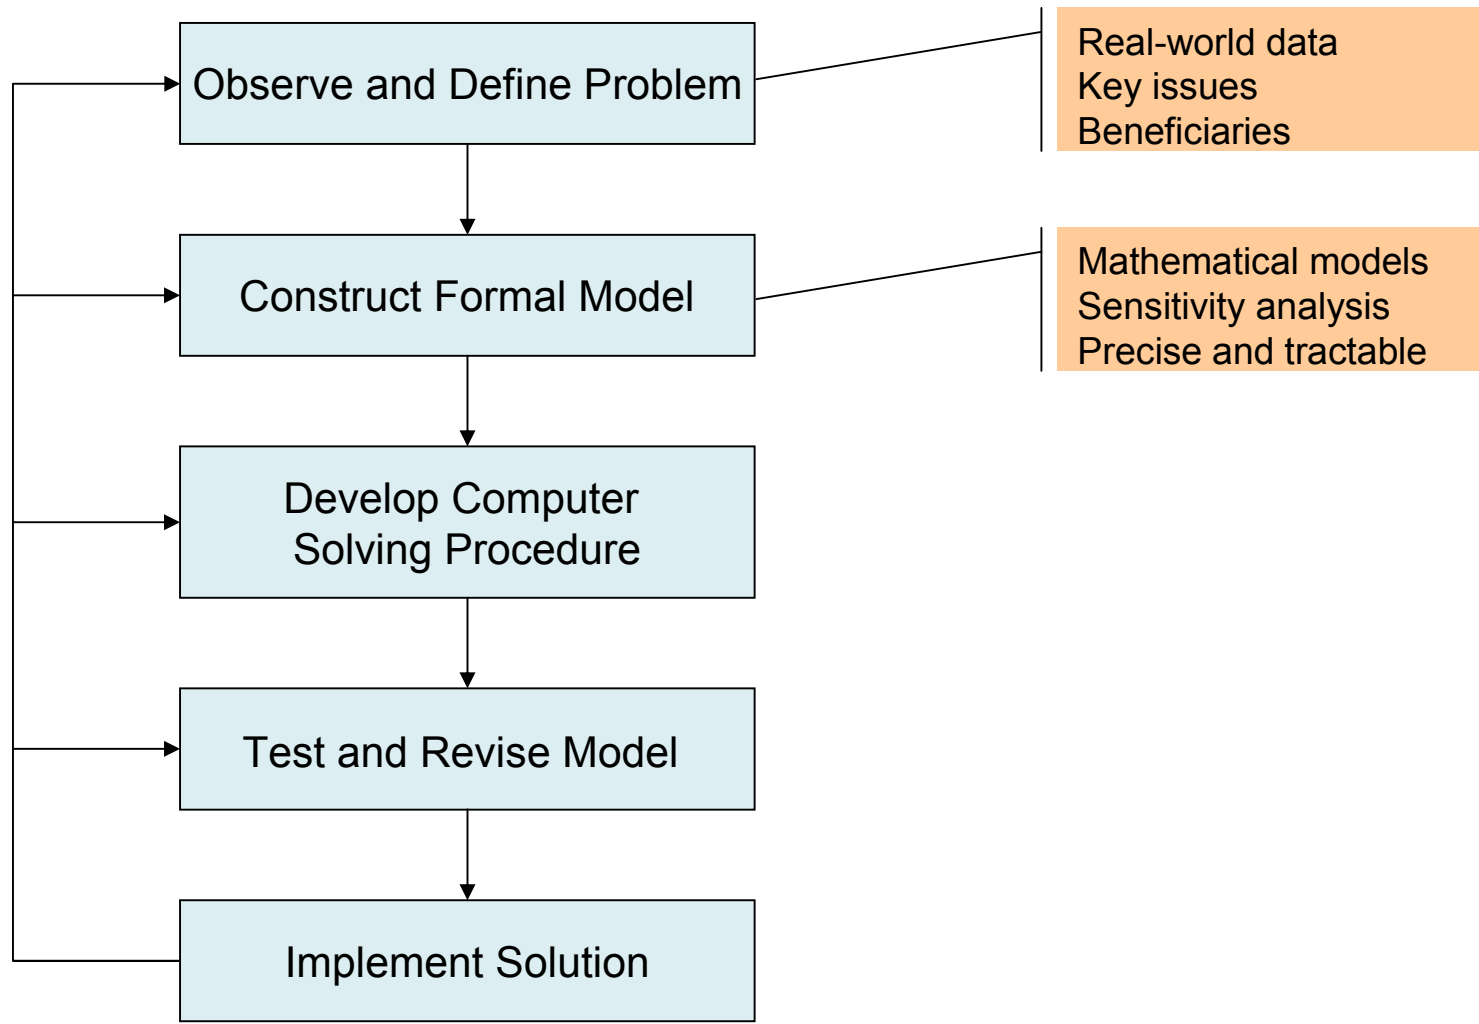 Observe and Define Problem
Real-world data
Key issues
Beneficiaries
Construct Formal Model
Mathematical models
Sensitivity analysis
Precise and tractable
Develop Computer
Solving Procedure
Test and Revise Model
Implement Solution